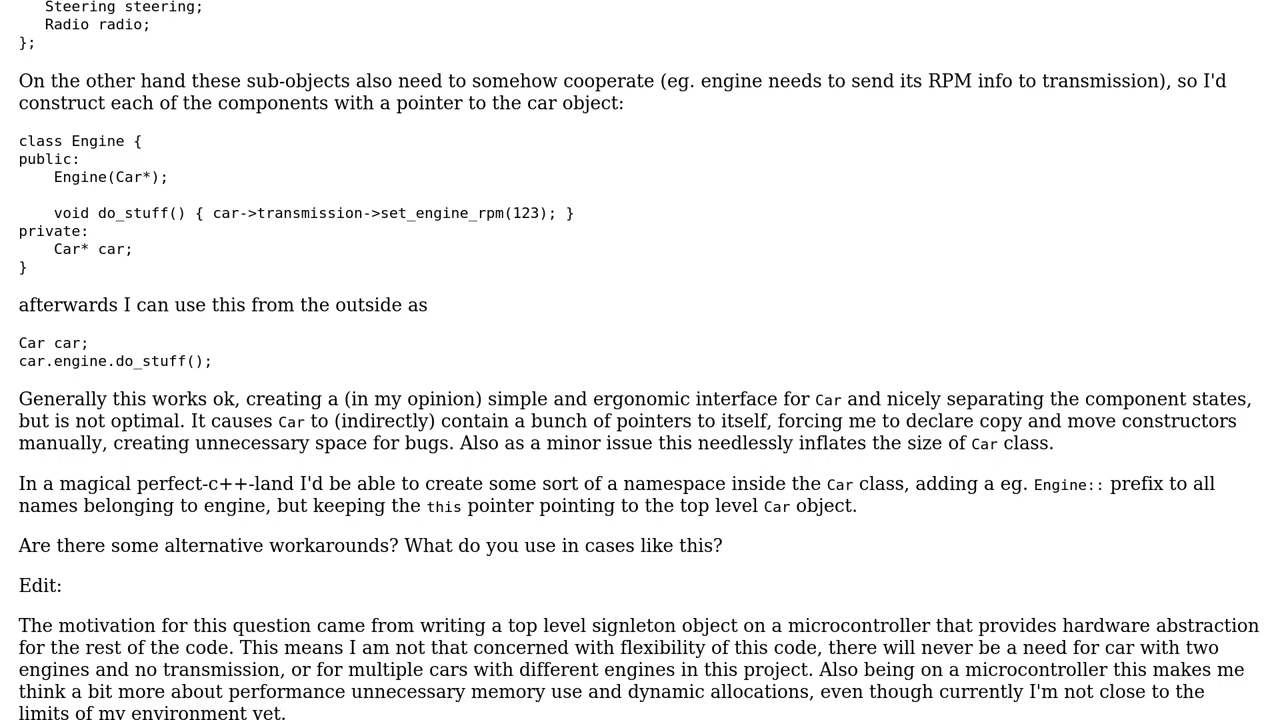 Steering steering;
Radio radio;
};
On the other hand these sub-objects also need to somehow cooperate (eg. engine needs to send its RPM info to transmission), so I'd
construct each of the components with a pointer to the car object:
class Engine {
public:
Engine(Car*);
void do_stuff() { car->transmission->set_engine_rpm(123); }
private:
Car* car;
}
afterwards I can use this from the outside as
Car car;
car.engine.do_stuff();
Generally this works ok, creating a (in my opinion) simple and ergonomic interface for Car and nicely separating the component states,
but is not optimal. It causes Car to (indirectly) contain a bunch of pointers to itself, forcing me to declare copy and move constructors
manually, creating unnecessary space for bugs. Also as a minor issue this needlessly inflates the size of Car class.
In a magical perfect-c++-land I'd be able to create some sort of a namespace inside the Car class, adding a eg. Engine:: prefix to all
names belonging to engine, but keeping the this pointer pointing to the top level Car object.
Are there some alternative workarounds? What do you use in cases like this?
Edit:
The motivation for this question came from writing a top level signleton object on a microcontroller that provides hardware abstraction
for the rest of the code. This means I am not that concerned with flexibility of this code, there will never be a need for car with two
engines and no transmission, or for multiple cars with different engines in this project. Also being on a microcontroller this makes me
think a bit more about performance unnecessary memory use and dynamic allocations, even though currently I'm not close to the
limits of my environment yet.